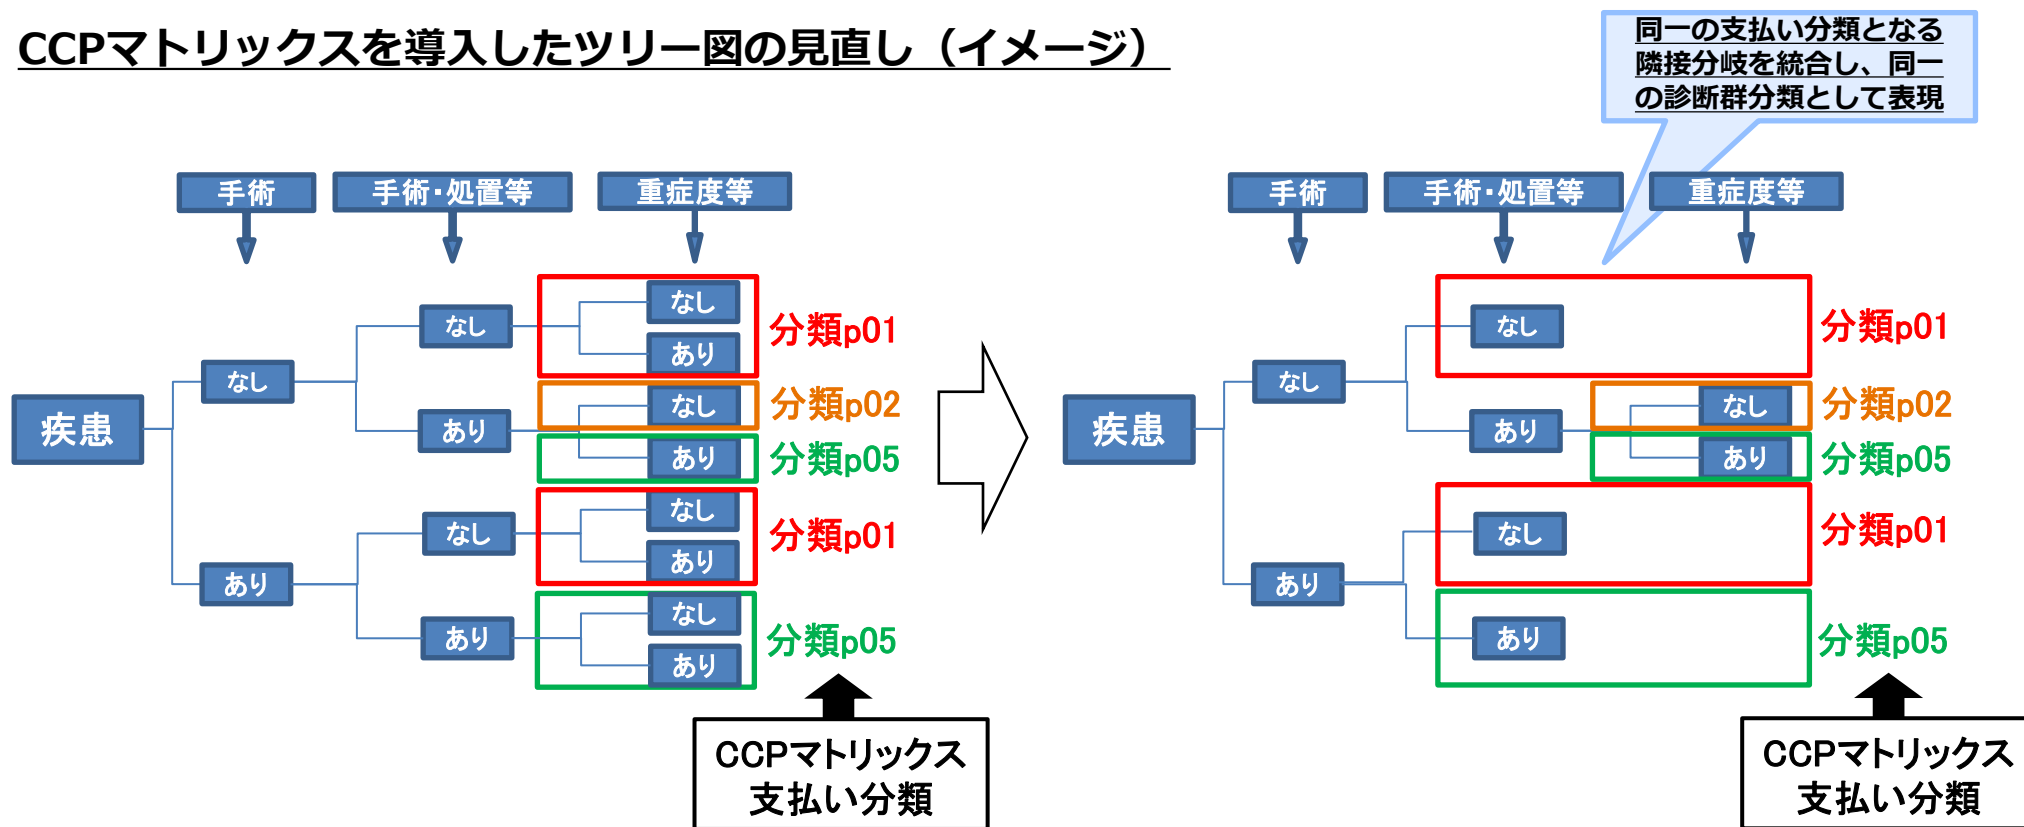 CCPマトリックスを導入したツリー図の見直し（イメージ）
同一の支払い分類となる
隣接分岐を統合し、同一
の診断群分類として表現
手術
手術・処置等
重症度等
疾患
なし
なし
なし
あり
分類p01
あり
なし
分類p02
あり
分類p05
あり
なし
なし
あり
分類p01
あり
なし
あり
分類p05
CCPマトリックス
支払い分類
手術
手術・処置等
重症度等
疾患
なし
なし
分類p01
あり
なし
分類p02
あり
分類p05
あり
なし
分類p01
あり
分類p05
CCPマトリックス
支払い分類